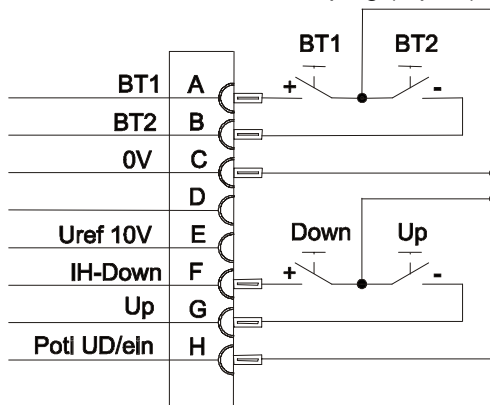 BT1 BT2
BT1 A + -
BT2 B
0V C
D
Down Up
Uref 10V E
IH-Down F + -
Up G
Poti UD/ein H